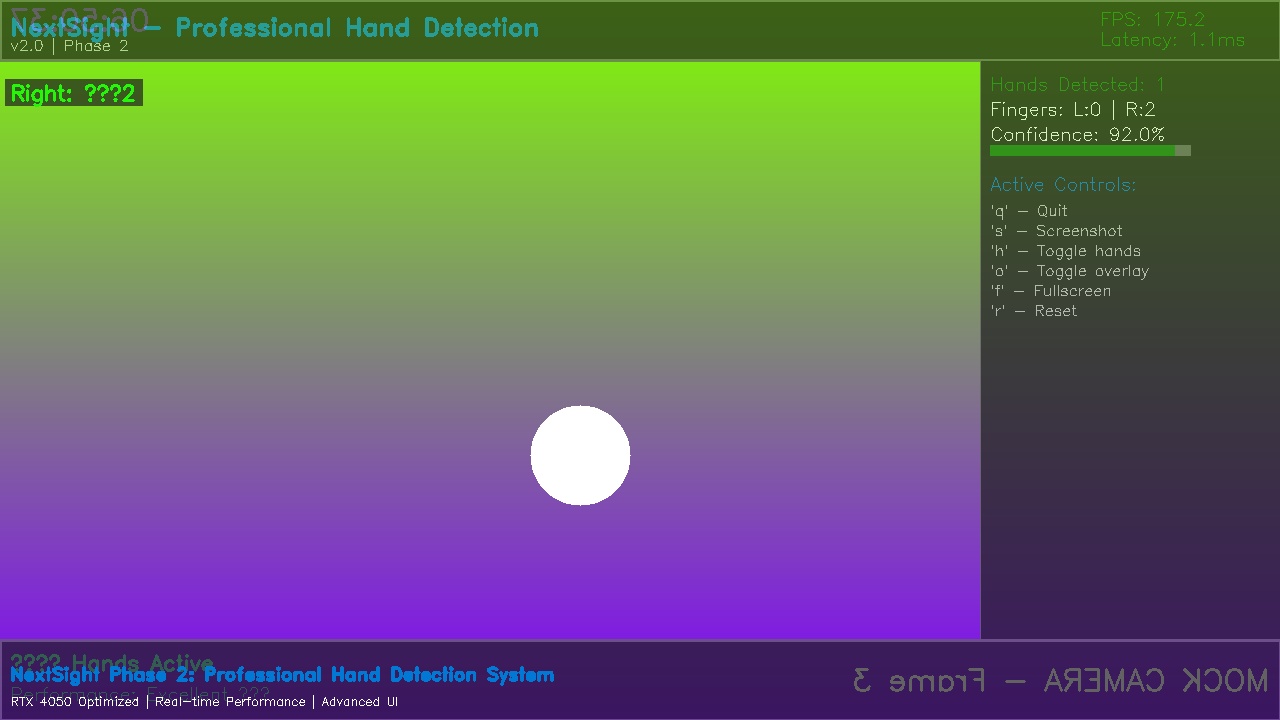 06:59:37
NextSight - Professional Hand Detection
v2.0 | Phase 2
FPS: 175.2
Latency: 1.1ms
Right: ???2
Hands Detected: 1
Fingers: L:0 | R:2
Confidence: 92.0%
Active Controls:
'q' - Quit
's' - Screenshot
'h' - Toggle hands
'o' - Toggle overlay
'f' - Fullscreen
'r' - Reset
???? Hands Active
NextSight Phase 2: Professional Hand Detection System
Performance: Excellent ???
RTX 4050 Optimized | Real-time Performance | Advanced UI
MOCK CAMERA - Frame 3